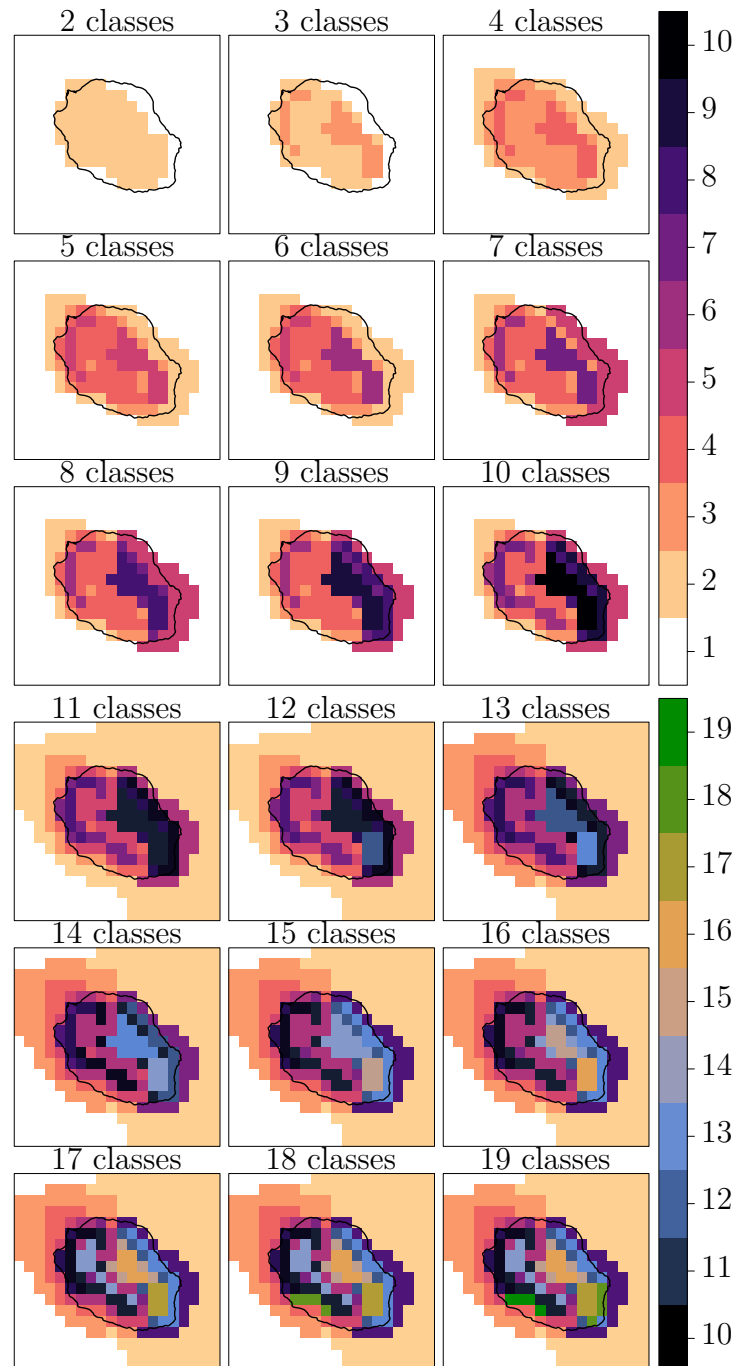 2 classes
3 classes
4 classes
10
9
8
7
6
5
4
3
2
1
5 classes
6 classes
7 classes
8 classes
9 classes
10 classes
11 classes
12 classes
13 classes
19
18
17
16
15
14
13
12
11
10
14 classes
15 classes
16 classes
17 classes
18 classes
19 classes